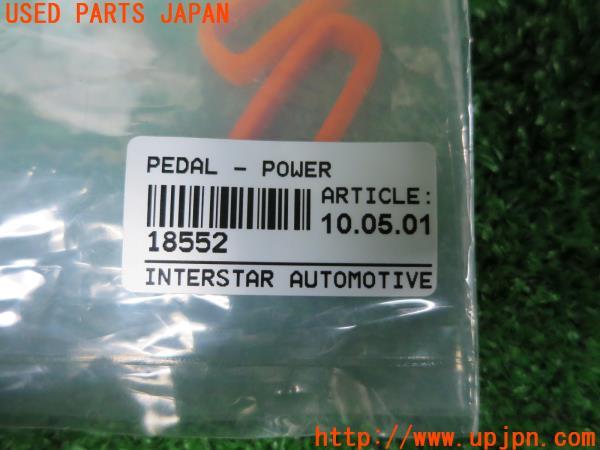 USED PARTS JAPAN
PEDAL - POWER
ARTICLE:
18552
10.05.01
INTERSTAR AUTOMOTIVE
http://www.upjpn.com